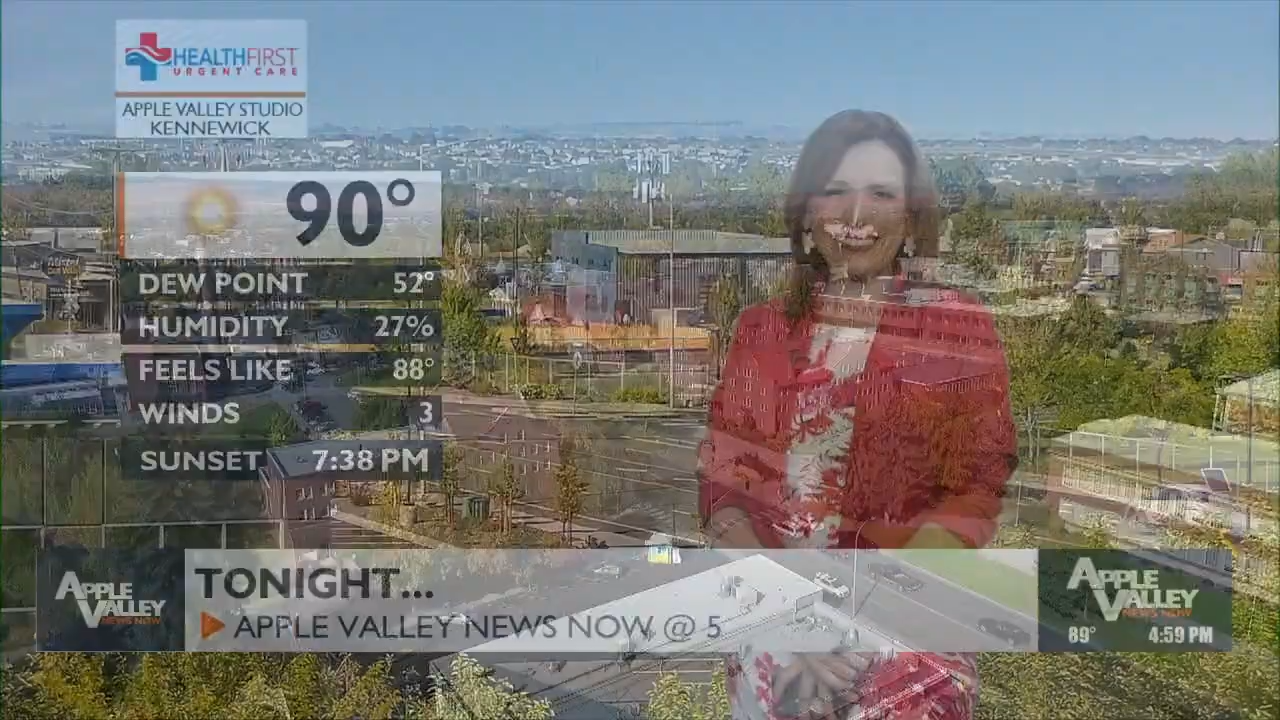 HEALTHFIRST
URGENT CARE
APPLE VALLEY STUDIO
KENNEWICK
90°
DEW POINT 52°
HUMIDITY 27%
FEELS LIKE 88°
WINDS 3
SUNSET 7:38 PM
APPLE
VALLEY
NEWS NOW
TONIGHT...
APPLE VALLEY NEWS NOW @ 5
APPLE
VALLEY
NEWS NOW
89° 4:59 PM